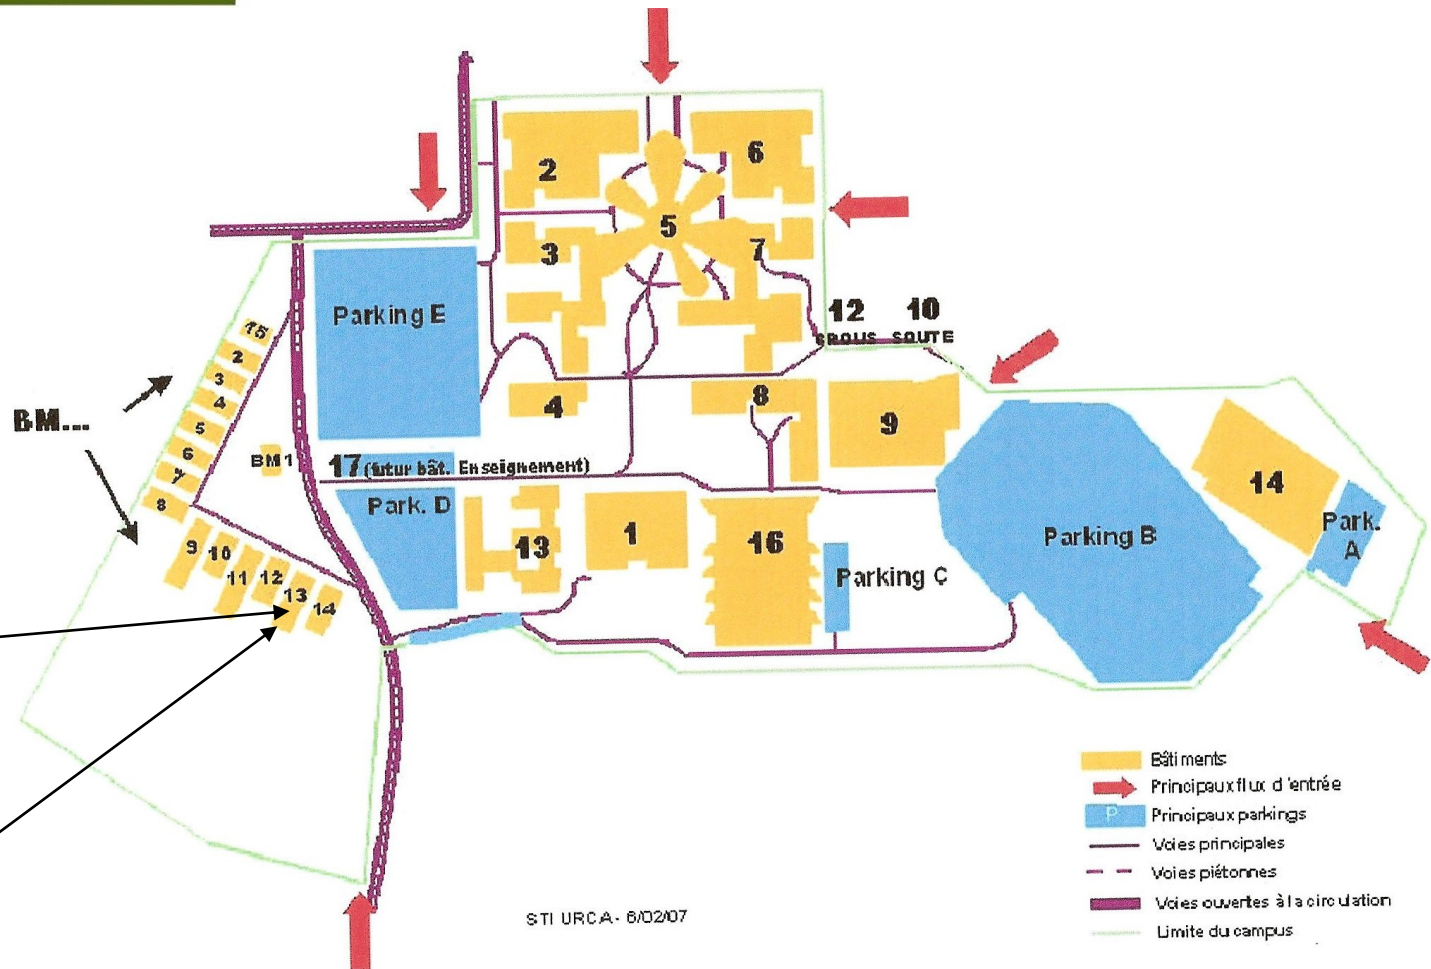 2
6
5
3
7
12 10
CROUS SOUTE
Parking E
15
2
3
4
5
6
7
8
BM...
BM1
4
8
9
17 (futur bât. Enseignement)
Park. D
14
Park.
A
13
1
16
Parking B
Parking C
9
10
11
12
13
14
Bâtiments
Principaux flux d'entrée
P
Principaux parkings
Voies principales
Voies piétonnes
Voies ouvertes à la circulation
Limite du campus
STI URCA- 6/02/07